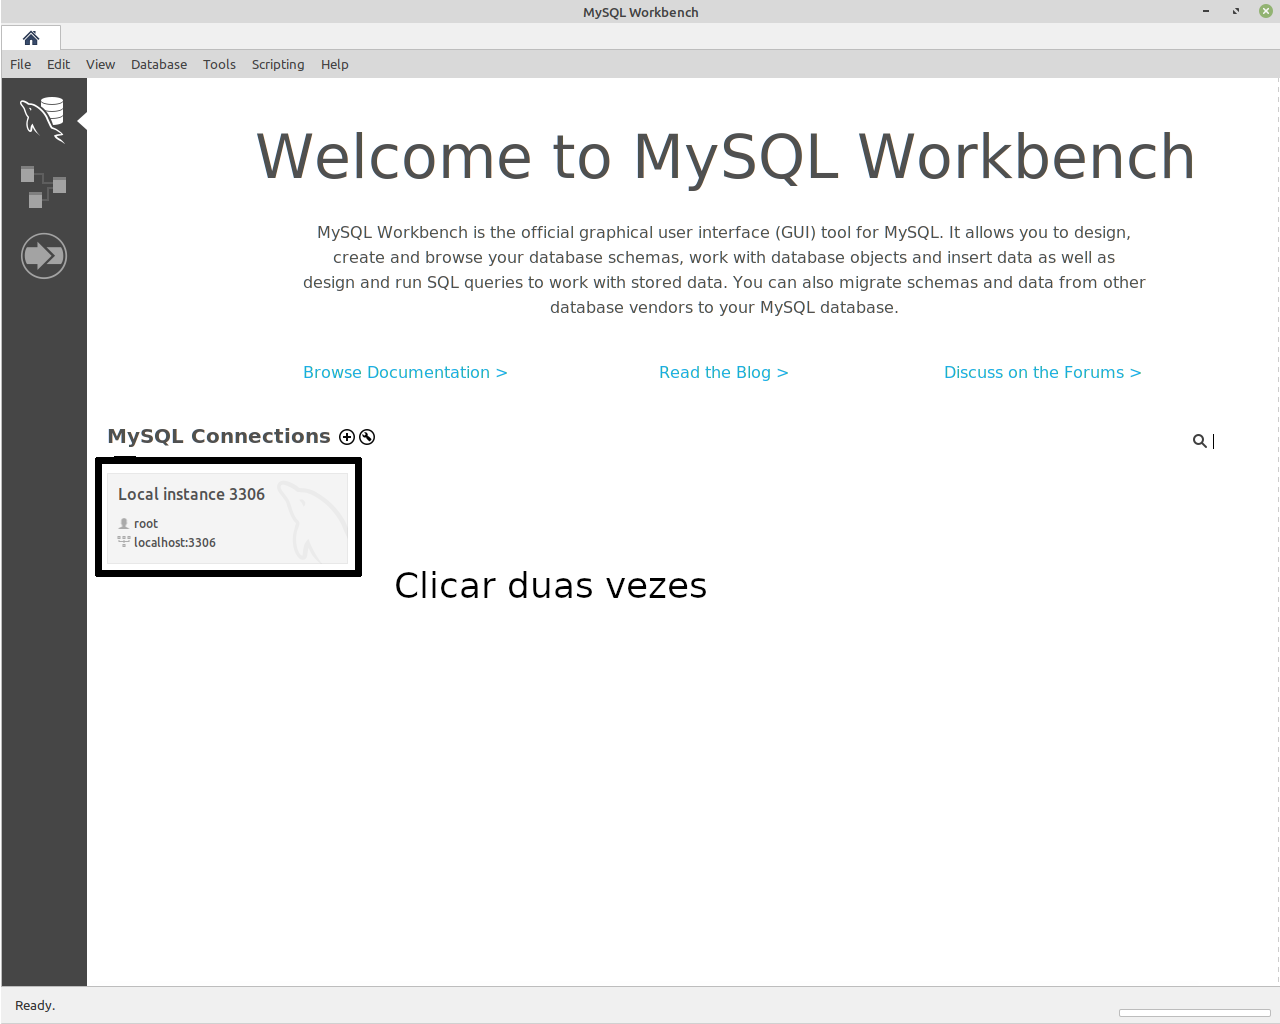 MySQL Workbench
File Edit View Database Tools Scripting Help
Welcome to MySQL Workbench
MySQL Workbench is the official graphical user interface (GUI) tool for MySQL. It allows you to design,
create and browse your database schemas, work with database objects and insert data as well as
design and run SQL queries to work with stored data. You can also migrate schemas and data from other
database vendors to your MySQL database.
Browse Documentation > Read the Blog > Discuss on the Forums >
MySQL Connections
Local instance 3306
root
localhost:3306
Clicar duas vezes
Ready.